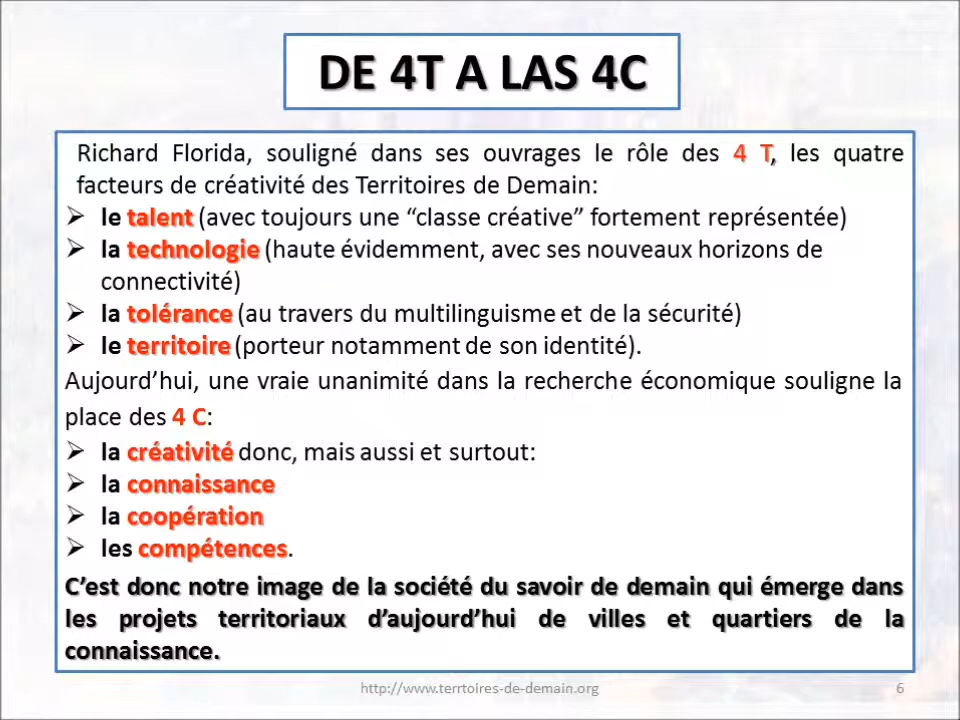 DE 4T A LAS 4C
Richard Florida, souligné dans ses ouvrages le rôle des 4 T, les quatre
facteurs de créativité des Territoires de Demain:
➢ le talent (avec toujours une “classe créative” fortement représentée)
➢ la technologie (haute évidemment, avec ses nouveaux horizons de
connectivité)
➢ la tolérance (au travers du multilinguisme et de la sécurité)
➢ le territoire (porteur notamment de son identité).
Aujourd’hui, une vraie unanimité dans la recherche économique souligne la
place des 4 C:
➢ la créativité donc, mais aussi et surtout:
➢ la connaissance
➢ la coopération
➢ les compétences.
C’est donc notre image de la société du savoir de demain qui émerge dans
les projets territoriaux d’aujourd’hui de villes et quartiers de la
connaissance.
http://www.terrtoires-de-demain.org
6